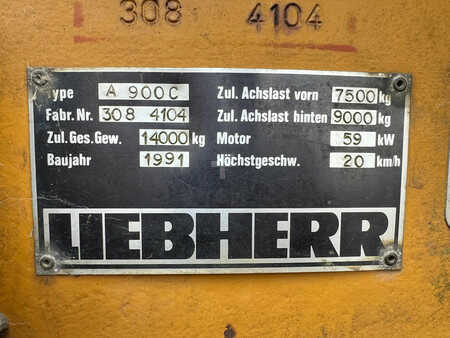 308 4104
Type A 900 C Zul. Achslast vorn 7500 kg
Fabr. Nr. 308 4104 Zul. Achslast hinten 9000 kg
Zul. Ges. Gew. 14000 kg Motor 59 kW
Baujahr 1991 Höchstgeschw. 20 km/h
LIEBHERR